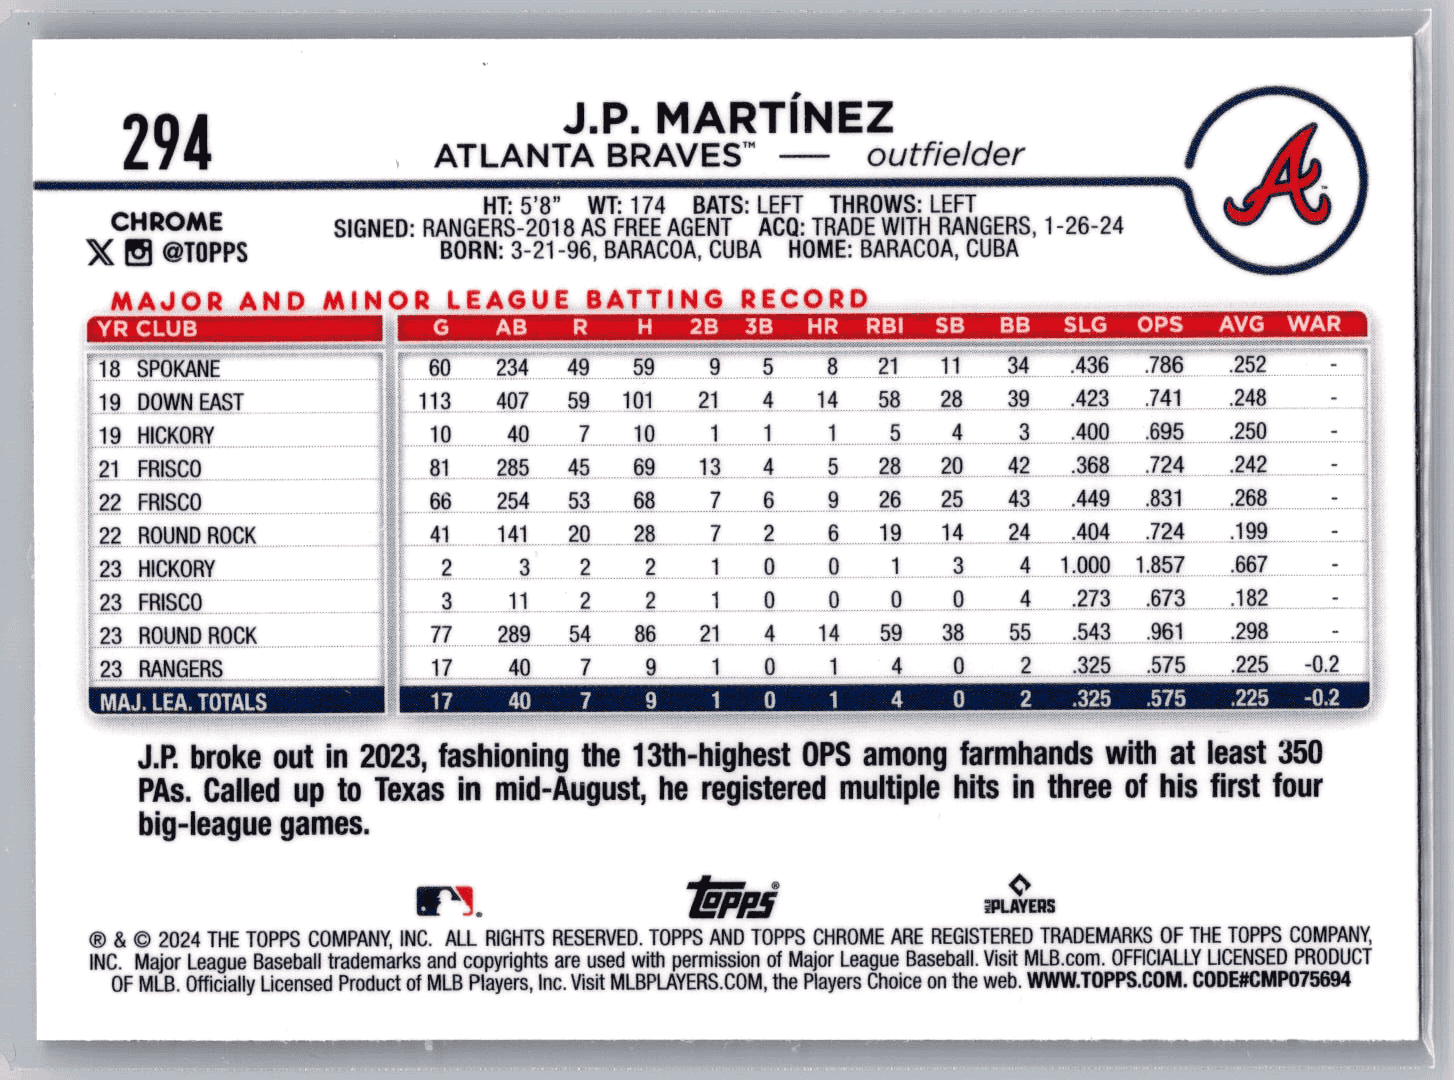 294
J.P. MARTÍNEZ
ATLANTA BRAVES™ — outfielder
A
CHROME
X @TOPPS
HT: 5'8" WT: 174 BATS: LEFT THROWS: LEFT
SIGNED: RANGERS-2018 AS FREE AGENT ACQ: TRADE WITH RANGERS, 1-26-24
BORN: 3-21-96, BARACOA, CUBA HOME: BARACOA, CUBA
MAJOR AND MINOR LEAGUE BATTING RECORD
YR CLUB G AB R H 2B 3B HR RBI SB BB SLG OPS AVG WAR
18 SPOKANE 60 234 49 59 9 5 8 21 11 34 .436 .786 .252 -
19 DOWN EAST 113 407 59 101 21 4 14 58 28 39 .423 .741 .248 -
19 HICKORY 10 40 7 10 1 1 1 5 4 3 .400 .695 .250 -
21 FRISCO 81 285 45 69 13 4 5 28 20 42 .368 .724 .242 -
22 FRISCO 66 254 53 68 7 6 9 26 25 43 .449 .831 .268 -
22 ROUND ROCK 41 141 20 28 7 2 6 19 14 24 .404 .724 .199 -
23 HICKORY 2 3 2 2 1 0 0 1 3 4 1.000 1.857 .667 -
23 FRISCO 3 11 2 2 1 0 0 0 0 4 .273 .673 .182 -
23 ROUND ROCK 77 289 54 86 21 4 14 59 38 55 .543 .961 .298 -
23 RANGERS 17 40 7 9 1 0 1 4 0 2 .325 .575 .225 -0.2
MAJ. LEA. TOTALS 17 40 7 9 1 0 1 4 0 2 .325 .575 .225 -0.2
J.P. broke out in 2023, fashioning the 13th-highest OPS among farmhands with at least 350
PAs. Called up to Texas in mid-August, he registered multiple hits in three of his first four
big-league games.
topps®
MLB PLAYERS
® & © 2024 THE TOPPS COMPANY, INC. ALL RIGHTS RESERVED. TOPPS AND TOPPS CHROME ARE REGISTERED TRADEMARKS OF THE TOPPS COMPANY,
INC. Major League Baseball trademarks and copyrights are used with permission of Major League Baseball. Visit MLB.com. OFFICIALLY LICENSED PRODUCT
OF MLB. Officially Licensed Product of MLB Players, Inc. Visit MLBPLAYERS.COM, the Players Choice on the web. WWW.TOPPS.COM. CODE#CMP075694